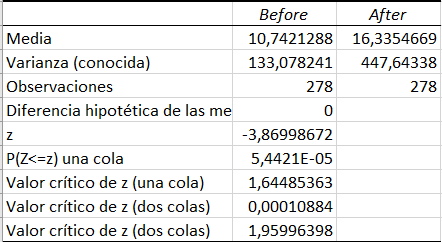 Before After
Media 10,7421288 16,3354669
Varianza (conocida) 133,078241 447,64338
Observaciones 278 278
Diferencia hipotética de las me 0
z -3,86998672
P(Z<=z) una cola 5,4421E-05
Valor crítico de z (una cola) 1,64485363
Valor crítico de z (dos colas) 0,00010884
Valor crítico de z (dos colas) 1,95996398